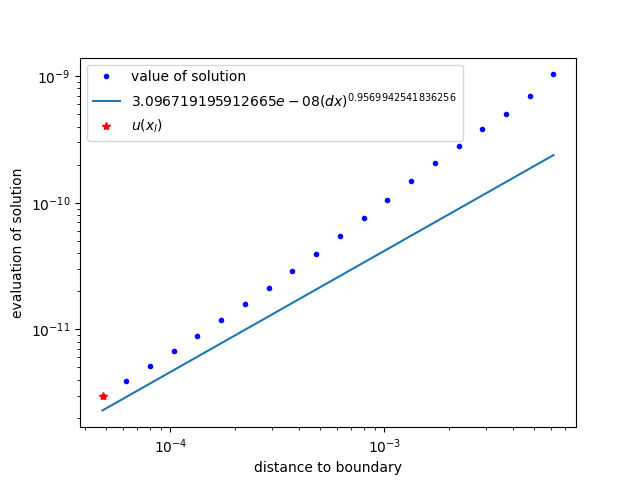 value of solution
3.096719195912665e − 08(dx)^0.9569942541836256
u(x_l)
10^−9
10^−10
10^−11
evaluation of solution
10^−4
10^−3
distance to boundary